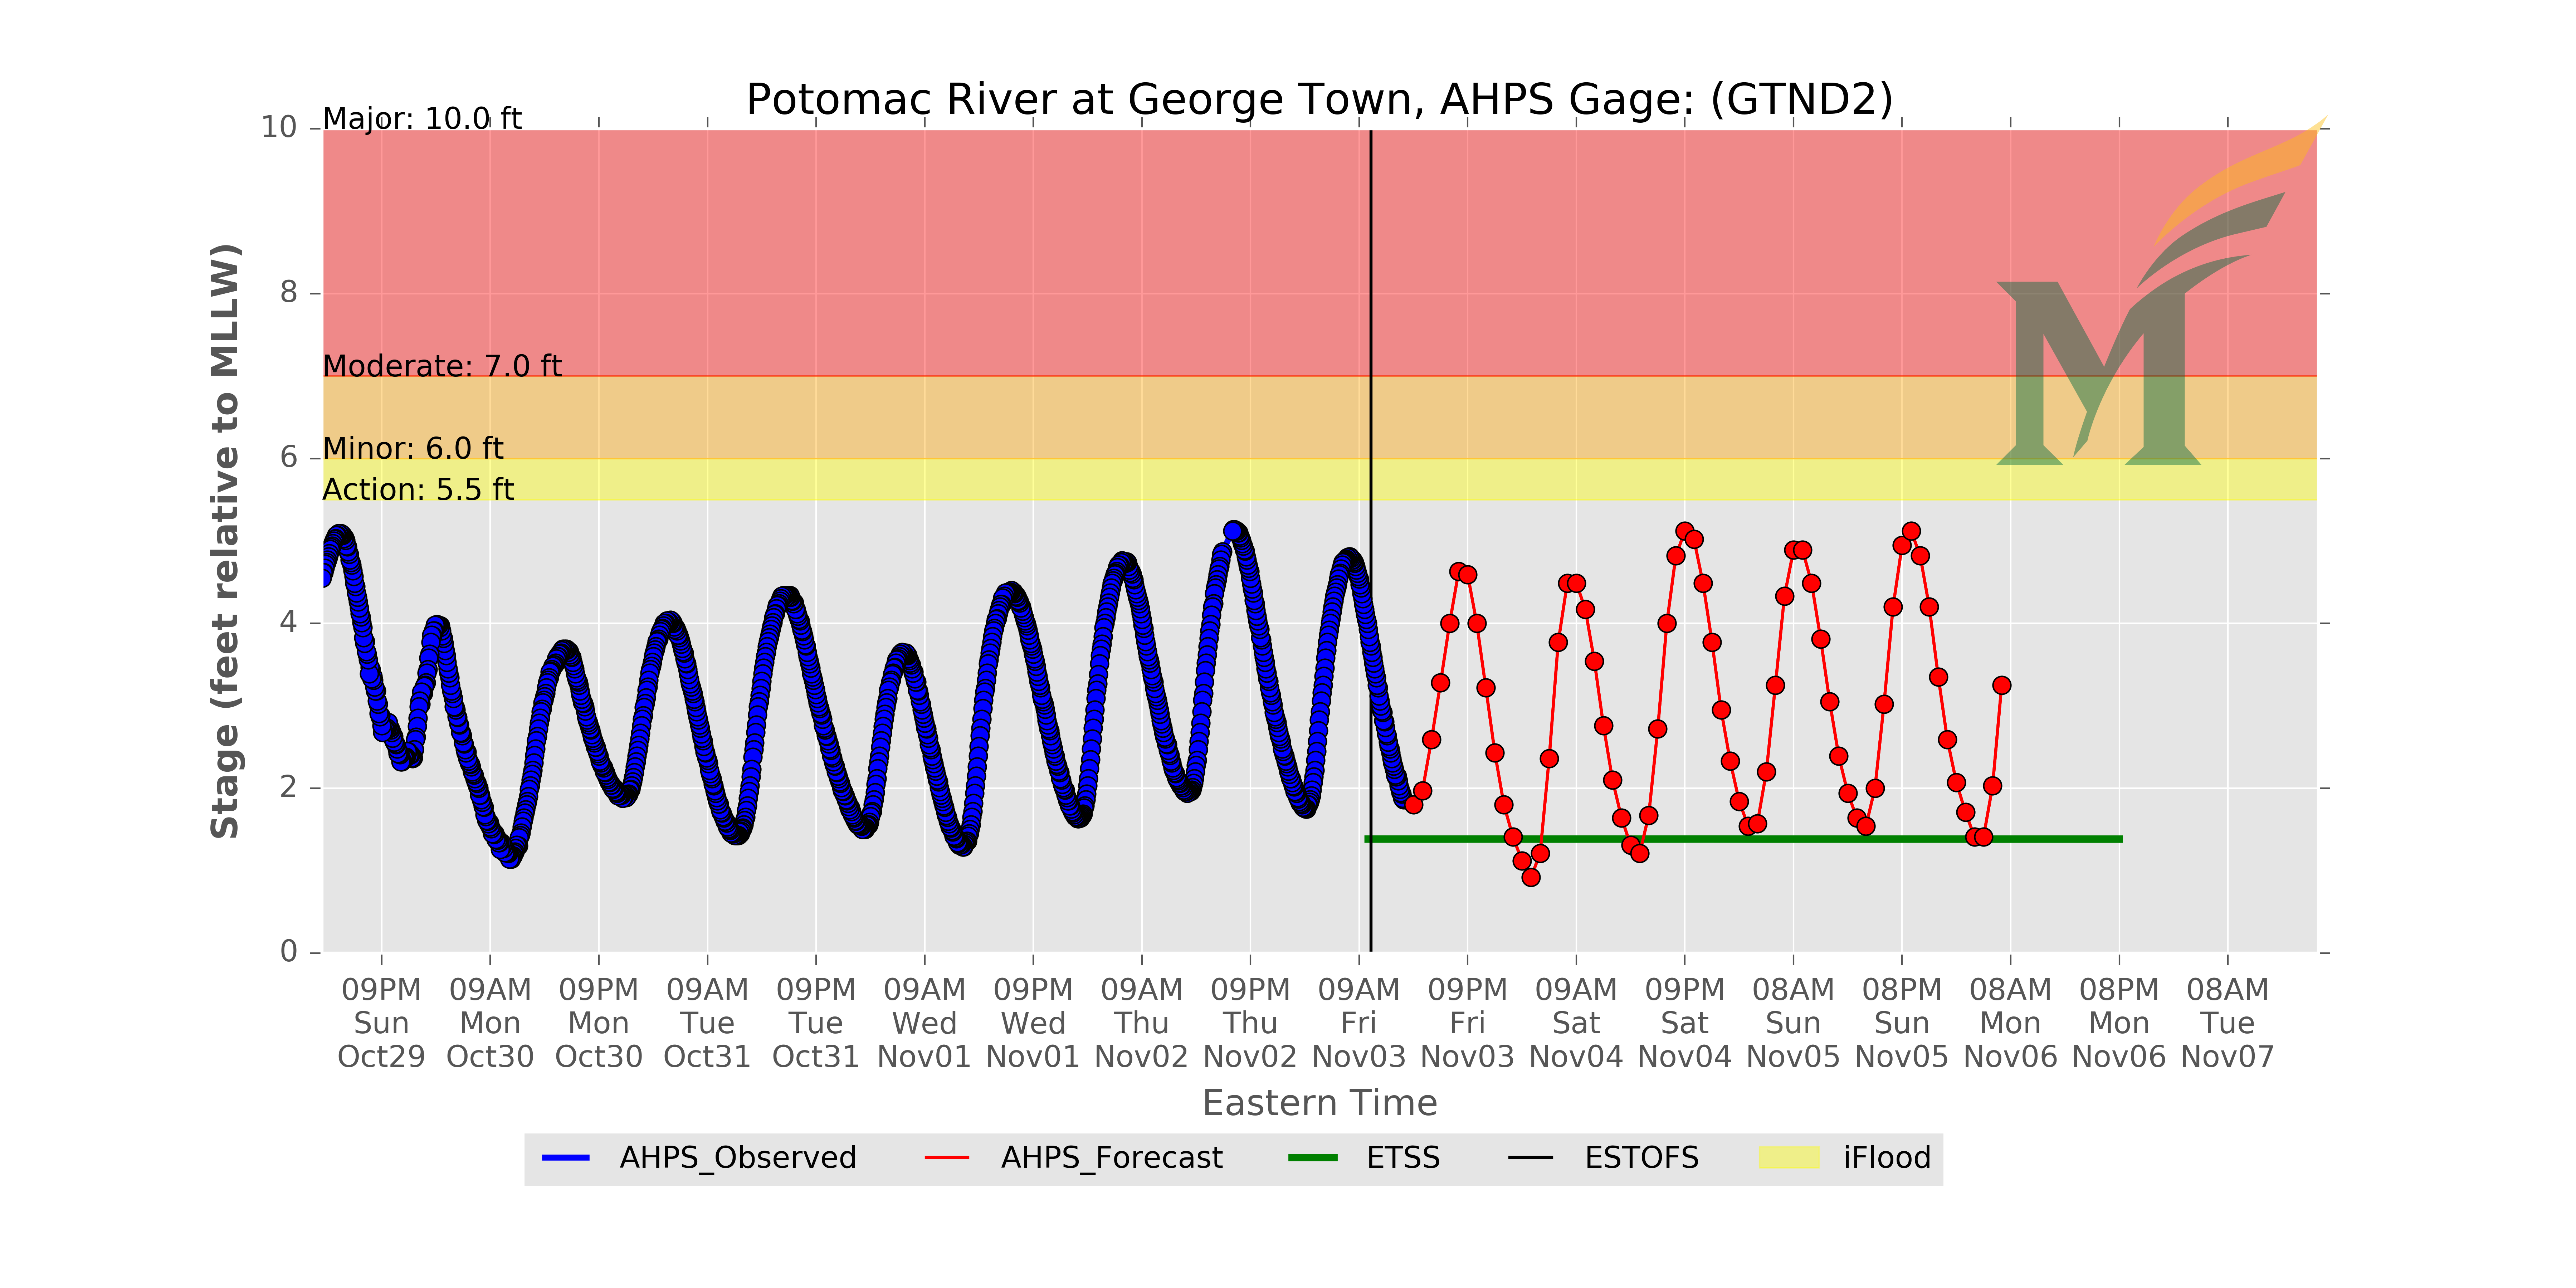 Potomac River at George Town, AHPS Gage: (GTND2)
Major: 10.0 ft
Moderate: 7.0 ft
Minor: 6.0 ft
Action: 5.5 ft
Stage (feet relative to MLLW)
10
8
6
4
2
0
09PM 09AM 09PM 09AM 09PM 09AM 09PM 09AM 09PM 09AM 09PM 09AM 09PM 08AM 08PM 08AM 08PM 08AM
Sun Mon Mon Tue Tue Wed Wed Thu Thu Fri Fri Sat Sat Sun Sun Mon Mon Tue
Oct29 Oct30 Oct30 Oct31 Oct31 Nov01 Nov01 Nov02 Nov02 Nov03 Nov03 Nov04 Nov04 Nov05 Nov05 Nov06 Nov06 Nov07
Eastern Time
AHPS_Observed AHPS_Forecast ETSS ESTOFS iFlood
M